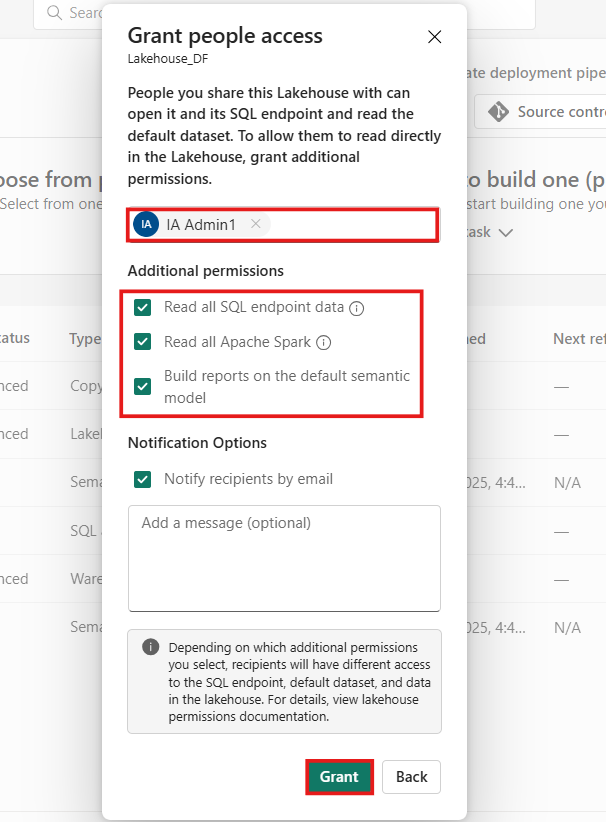 Sear
Grant people access
Lakehouse_DF
ate deployment pipe
People you share this Lakehouse with can
open it and its SQL endpoint and read the
default dataset. To allow them to read directly
in the Lakehouse, grant additional
permissions.
Source contro
oose from p
to build one (p
Select from one
start building one you
IA IA Admin1
ask
Additional permissions
Read all SQL endpoint data
Read all Apache Spark
Build reports on the default semantic
model
atus Type ned Next ref
nced Copy —
nced Lakeh —
Sema 025, 4:4... N/A
SQL —
nced Ware —
Sema 025, 4:4... N/A
Notification Options
Notify recipients by email
Add a message (optional)
Depending on which additional permissions
you select, recipients will have different access
to the SQL endpoint, default dataset, and data
in the lakehouse. For details, view lakehouse
permissions documentation.
Grant Back